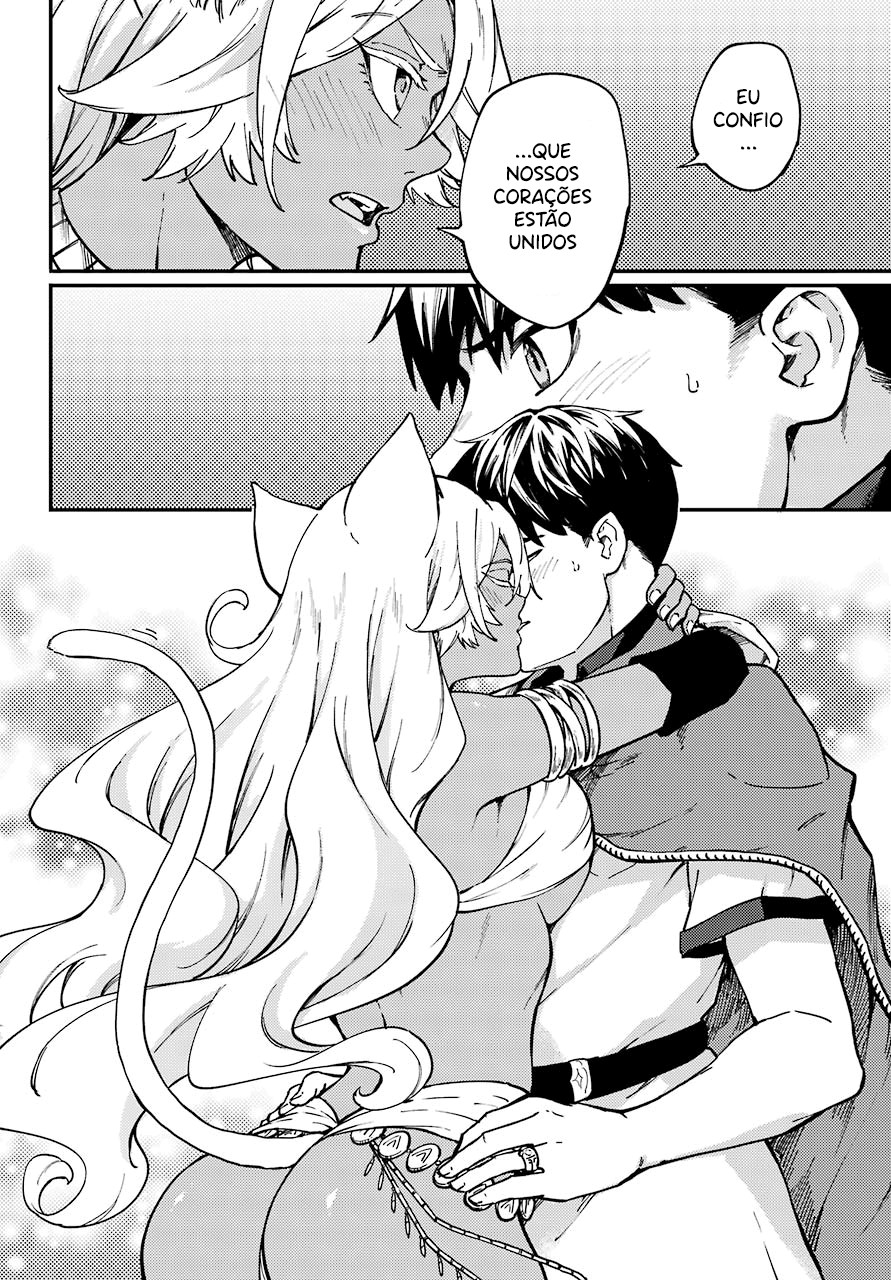 EU
CONFIO
...
...QUE
NOSSOS
CORAÇÕES
ESTÃO
UNIDOS